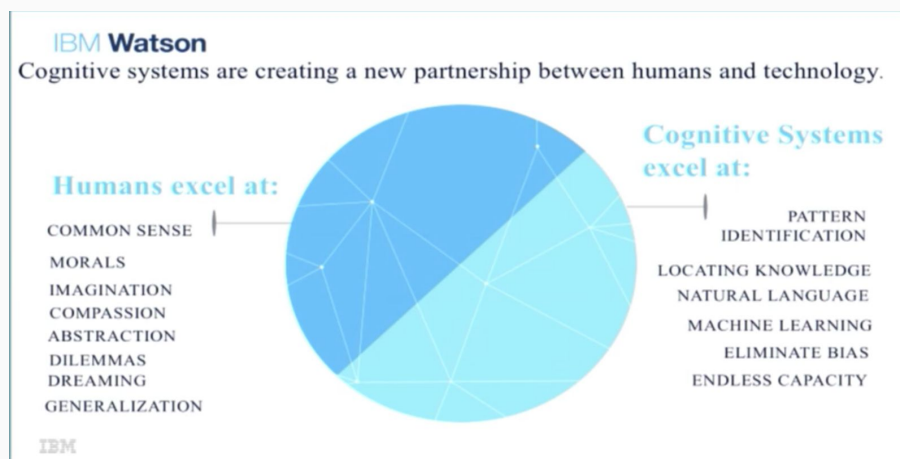 IBM Watson
Cognitive systems are creating a new partnership between humans and technology.
Humans excel at:
COMMON SENSE
MORALS
IMAGINATION
COMPASSION
ABSTRACTION
DILEMMAS
DREAMING
GENERALIZATION
Cognitive Systems
excel at:
PATTERN
IDENTIFICATION
LOCATING KNOWLEDGE
NATURAL LANGUAGE
MACHINE LEARNING
ELIMINATE BIAS
ENDLESS CAPACITY
IBM